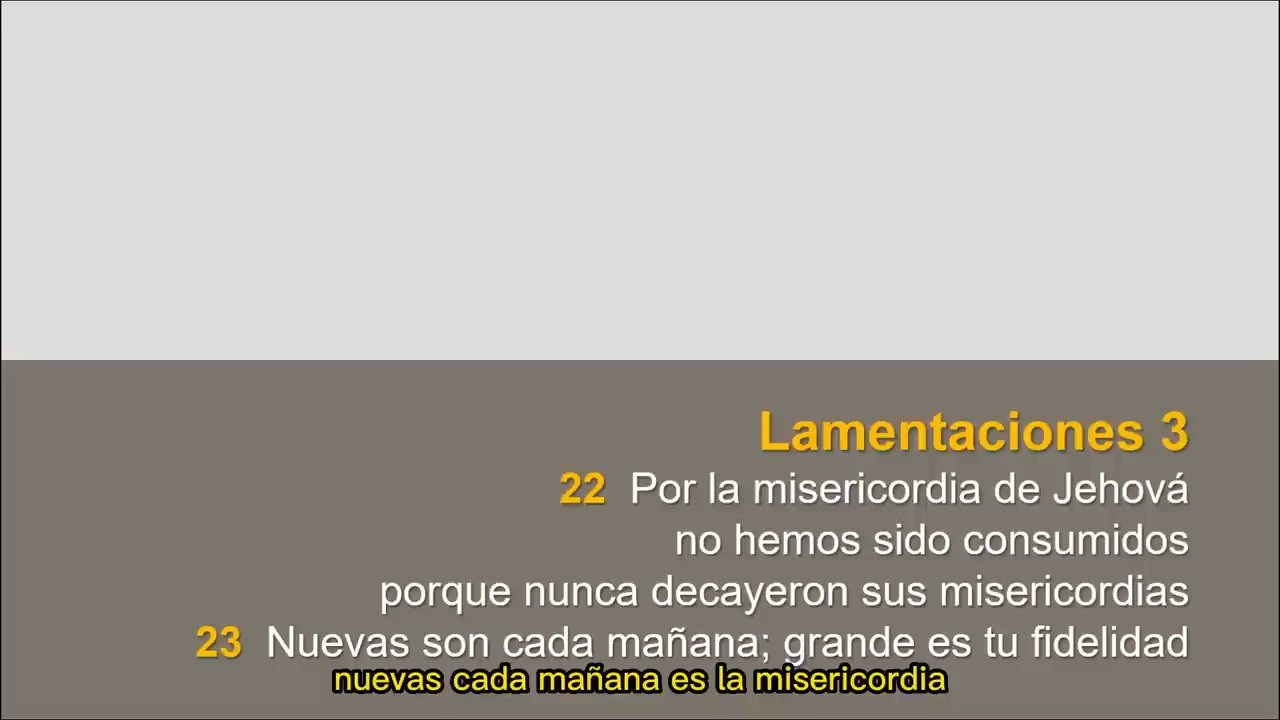 Lamentaciones 3
22 Por la misericordia de Jehová
no hemos sido consumidos
porque nunca decayeron sus misericordias
23 Nuevas son cada mañana; grande es tu fidelidad
nuevas cada mañana es la misericordia